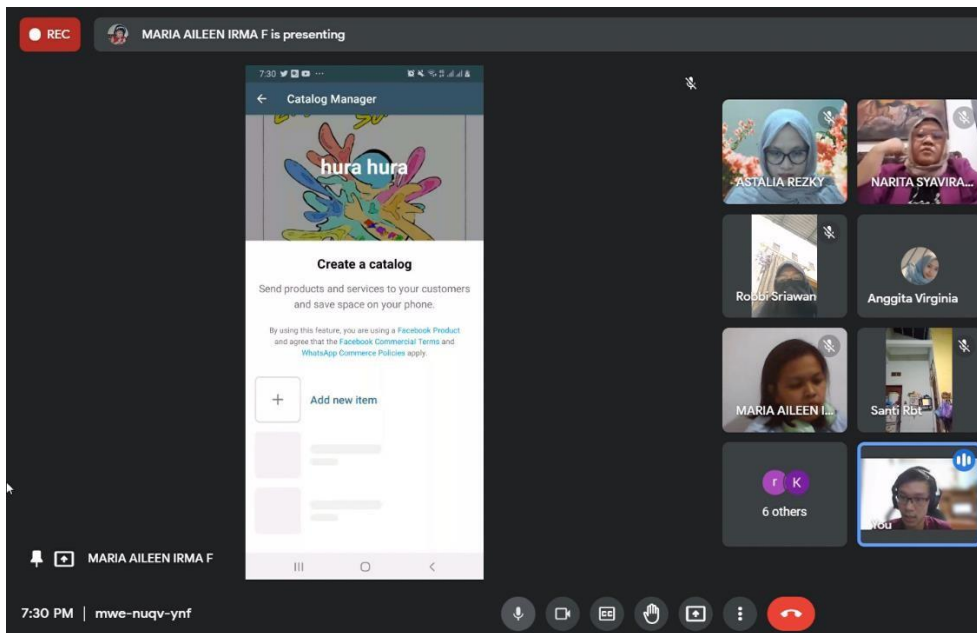 REC
MARIA AILEEN IRMA F is presenting
7:30
Catalog Manager
hura hura
Create a catalog
Send products and services to your customers
and save space on your phone.
By using this feature, you are using a Facebook Product
and agree that the Facebook Commercial Terms and
WhatsApp Commerce Policies apply.
Add new item
ASTALIA REZKY
NARITA SYAVIRA...
Robbi Sriawan
Anggita Virginia
MARIA AILEEN I...
Santi Rbt
r K
6 others
You
MARIA AILEEN IRMA F
7:30 PM | mwe-nuqv-ynf